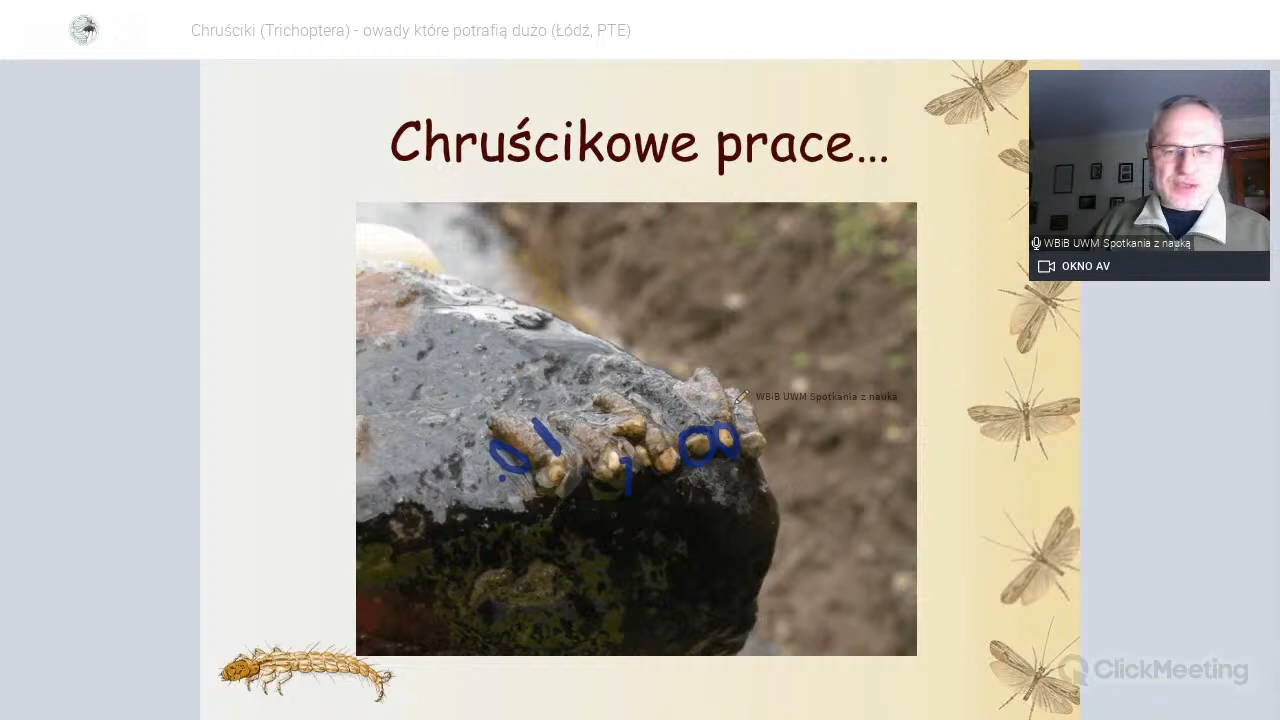 Chruściki (Trichoptera) - owady które potrafią dużo (Łódź, PTE)
Chruścikowe prace...
WBiB UWM Spotkania z nauką
OKNO AV
WBiB UWM Spotkania z nauka
ClickMeeting